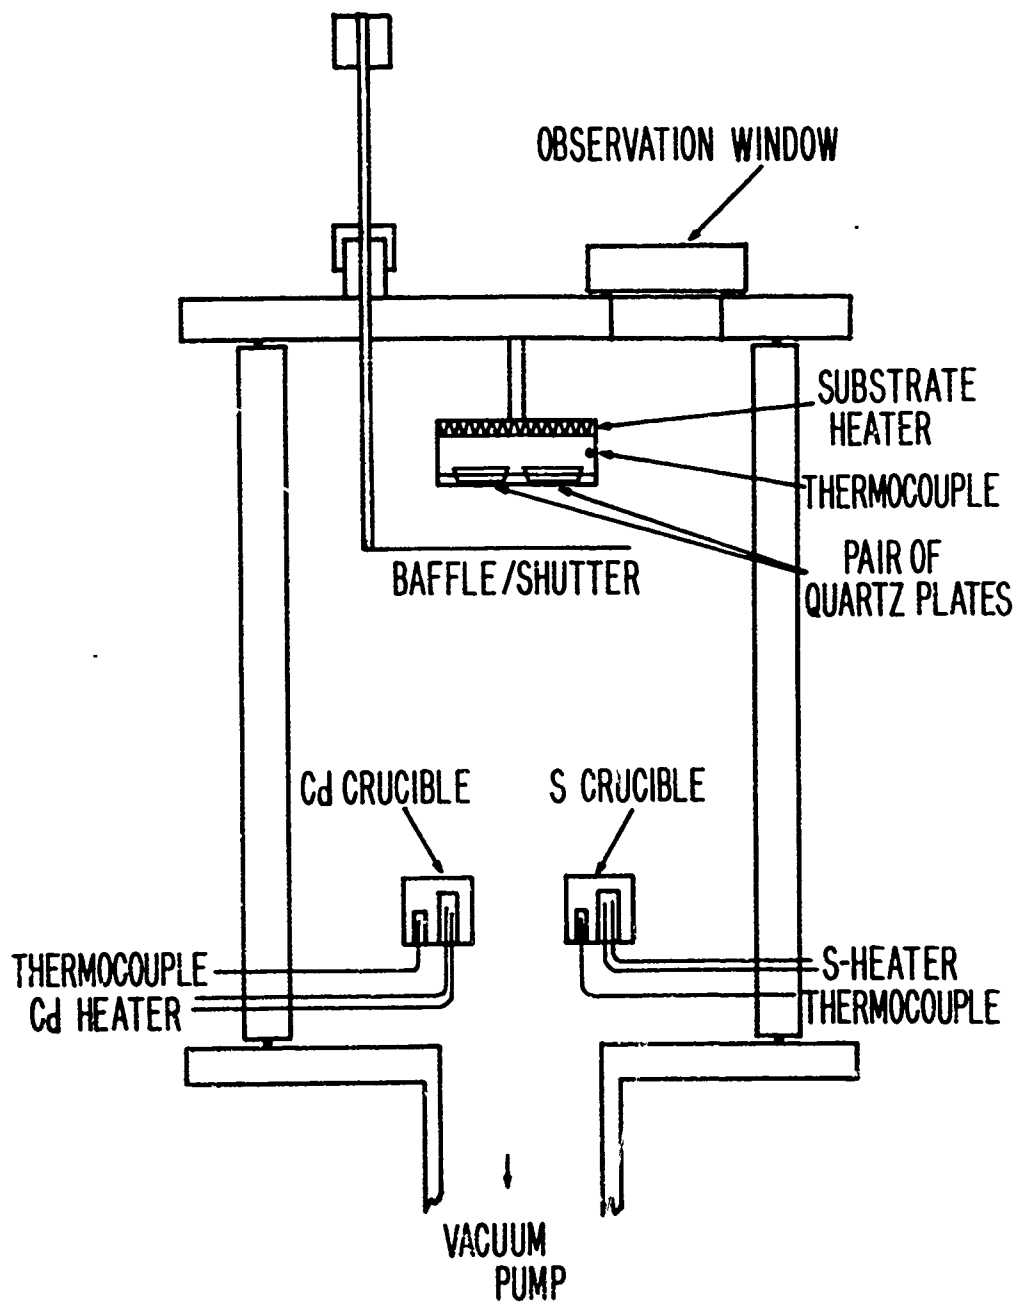 OBSERVATION WINDOW
SUBSTRATE
HEATER
THERMOCOUPLE
PAIR OF
QUARTZ PLATES
BAFFLE/SHUTTER
Cd CRUCIBLE
S CRUCIBLE
THERMOCOUPLE
Cd HEATER
S-HEATER
THERMOCOUPLE
VACUUM
PUMP